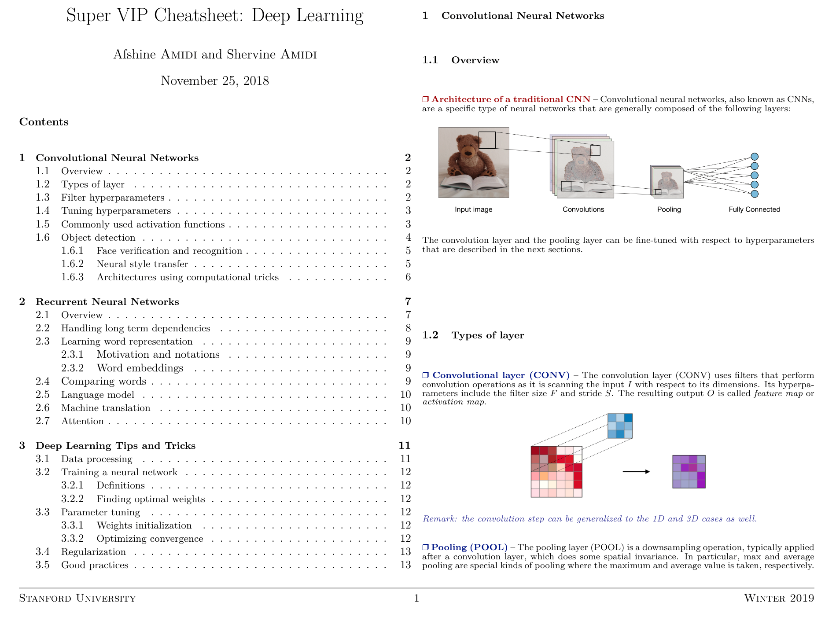 Super VIP Cheatsheet: Deep Learning
Afshine Amidi and Shervine Amidi
November 25, 2018
Contents
1 Convolutional Neural Networks 2
1.1 Overview . . . . . . . . . . . . . . . . . . . . . . . . . . . . . . . . . 2
1.2 Types of layer . . . . . . . . . . . . . . . . . . . . . . . . . . . . . . 2
1.3 Filter hyperparameters . . . . . . . . . . . . . . . . . . . . . . . . . . 2
1.4 Tuning hyperparameters . . . . . . . . . . . . . . . . . . . . . . . . . 3
1.5 Commonly used activation functions . . . . . . . . . . . . . . . . . . . 3
1.6 Object detection . . . . . . . . . . . . . . . . . . . . . . . . . . . . . 4
1.6.1 Face verification and recognition . . . . . . . . . . . . . . . . . 5
1.6.2 Neural style transfer . . . . . . . . . . . . . . . . . . . . . . . 5
1.6.3 Architectures using computational tricks . . . . . . . . . . . . 6
2 Recurrent Neural Networks 7
2.1 Overview . . . . . . . . . . . . . . . . . . . . . . . . . . . . . . . . . 7
2.2 Handling long term dependencies . . . . . . . . . . . . . . . . . . . . 8
2.3 Learning word representation . . . . . . . . . . . . . . . . . . . . . . 9
2.3.1 Motivation and notations . . . . . . . . . . . . . . . . . . . 9
2.3.2 Word embeddings . . . . . . . . . . . . . . . . . . . . . . . 9
2.4 Comparing words . . . . . . . . . . . . . . . . . . . . . . . . . . . . 9
2.5 Language model . . . . . . . . . . . . . . . . . . . . . . . . . . . . . 10
2.6 Machine translation . . . . . . . . . . . . . . . . . . . . . . . . . . . 10
2.7 Attention . . . . . . . . . . . . . . . . . . . . . . . . . . . . . . . . . 10
3 Deep Learning Tips and Tricks 11
3.1 Data processing . . . . . . . . . . . . . . . . . . . . . . . . . . . . . 11
3.2 Training a neural network . . . . . . . . . . . . . . . . . . . . . . . . 12
3.2.1 Definitions . . . . . . . . . . . . . . . . . . . . . . . . . . . . 12
3.2.2 Finding optimal weights . . . . . . . . . . . . . . . . . . . . . 12
3.3 Parameter tuning . . . . . . . . . . . . . . . . . . . . . . . . . . . . 12
3.3.1 Weights initialization . . . . . . . . . . . . . . . . . . . . . . 12
3.3.2 Optimizing convergence . . . . . . . . . . . . . . . . . . . . . 12
3.4 Regularization . . . . . . . . . . . . . . . . . . . . . . . . . . . . . . 13
3.5 Good practices . . . . . . . . . . . . . . . . . . . . . . . . . . . . . . 13
1 Convolutional Neural Networks
1.1 Overview
❒ Architecture of a traditional CNN – Convolutional neural networks, also known as CNNs,
are a specific type of neural networks that are generally composed of the following layers:
Input image Convolutions Pooling Fully Connected
The convolution layer and the pooling layer can be fine-tuned with respect to hyperparameters
that are described in the next sections.
1.2 Types of layer
❒ Convolutional layer (CONV) – The convolution layer (CONV) uses filters that perform
convolution operations as it is scanning the input I with respect to its dimensions. Its hyperpa-
rameters include the filter size F and stride S. The resulting output O is called feature map or
activation map.
Remark: the convolution step can be generalized to the 1D and 3D cases as well.
❒ Pooling (POOL) – The pooling layer (POOL) is a downsampling operation, typically applied
after a convolution layer, which does some spatial invariance. In particular, max and average
pooling are special kinds of pooling where the maximum and average value is taken, respectively.
Stanford University 1 Winter 2019